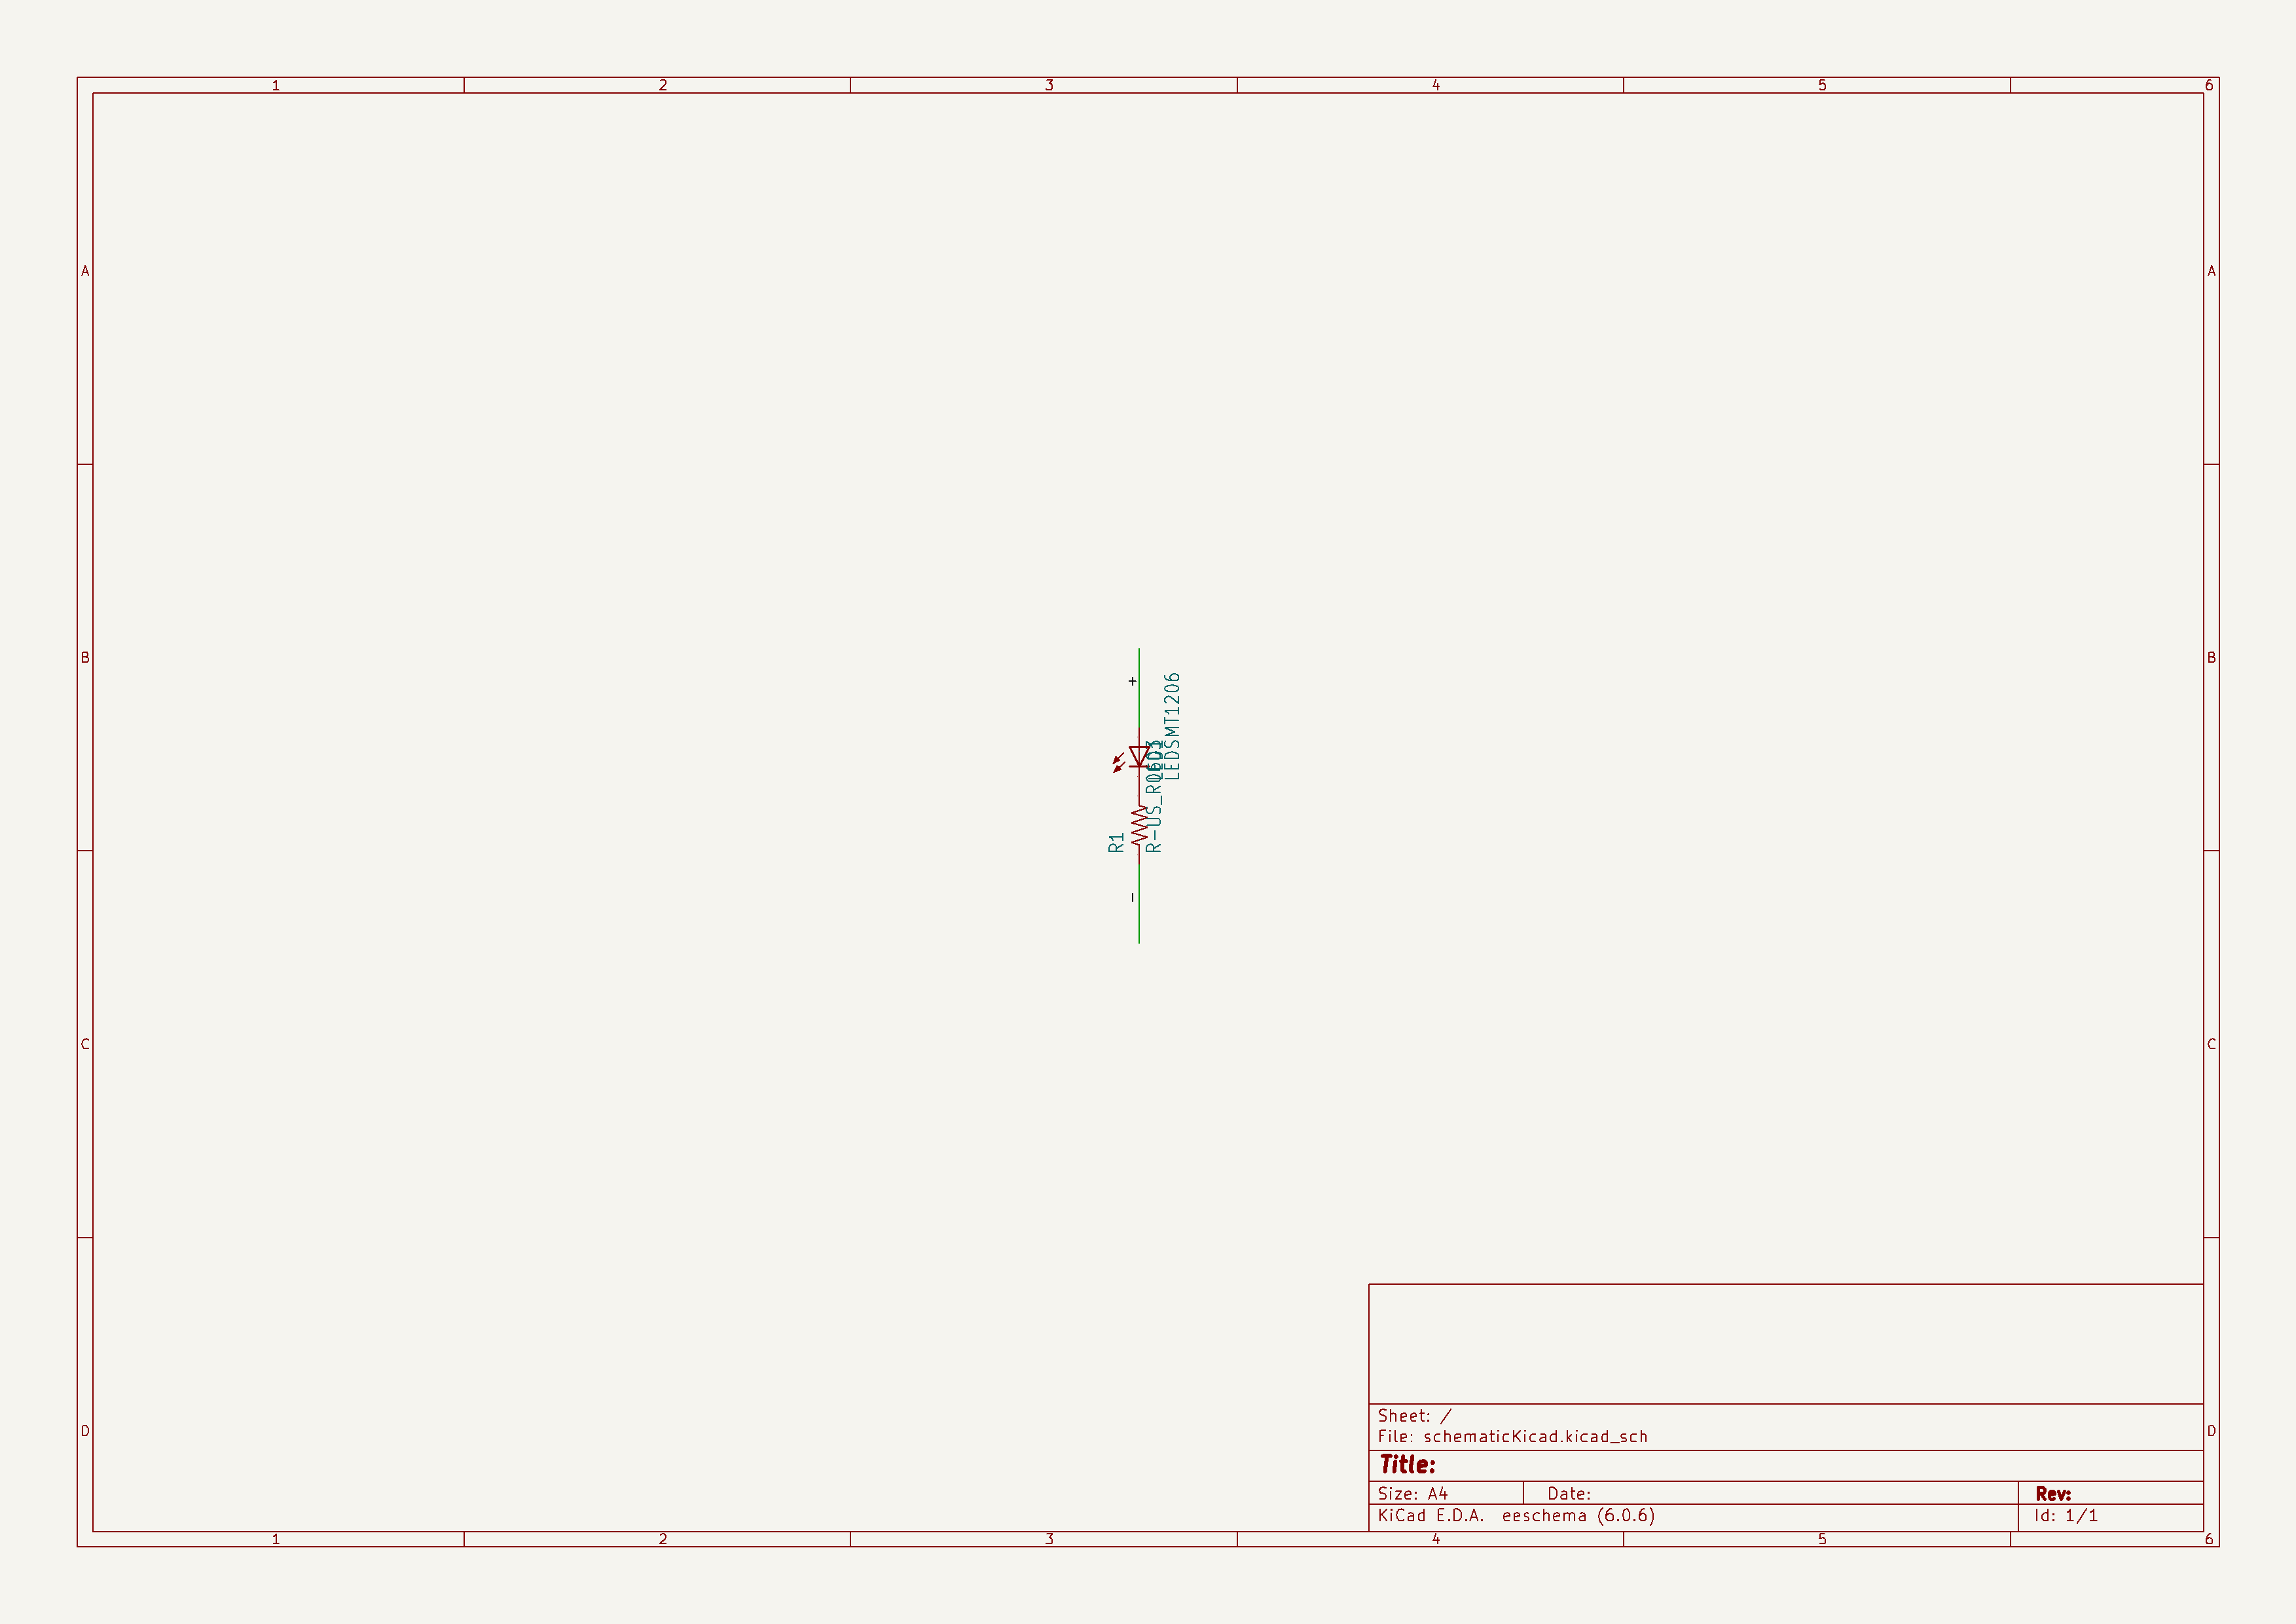 1 2 3 4 5 6
A A
B B
+
LEDSMT1206
R1
R-US_R0603
-
C C
D D
Sheet: /
File: schematicKicad.kicad_sch
Title:
Size: A4 Date: Rev:
KiCad E.D.A. eeschema (6.0.6) Id: 1/1
1 2 3 4 5 6